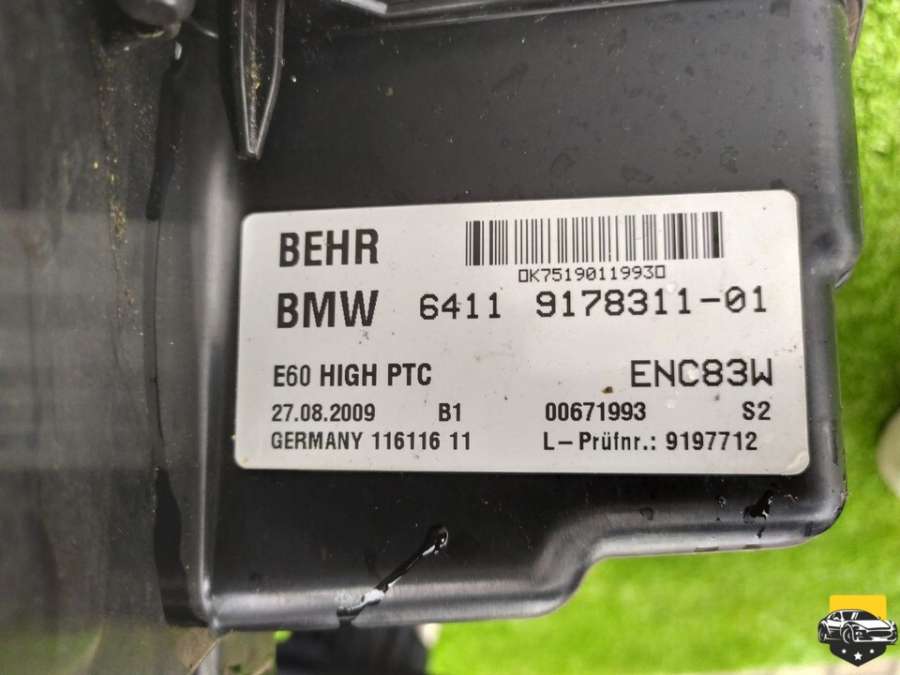 BEHR
▯K7519011993▯
BMW 6411 9178311-01
E60 HIGH PTC ENC83W
27.08.2009 B1 00671993 S2
GERMANY 116116 11 L-Prüfnr.: 9197712